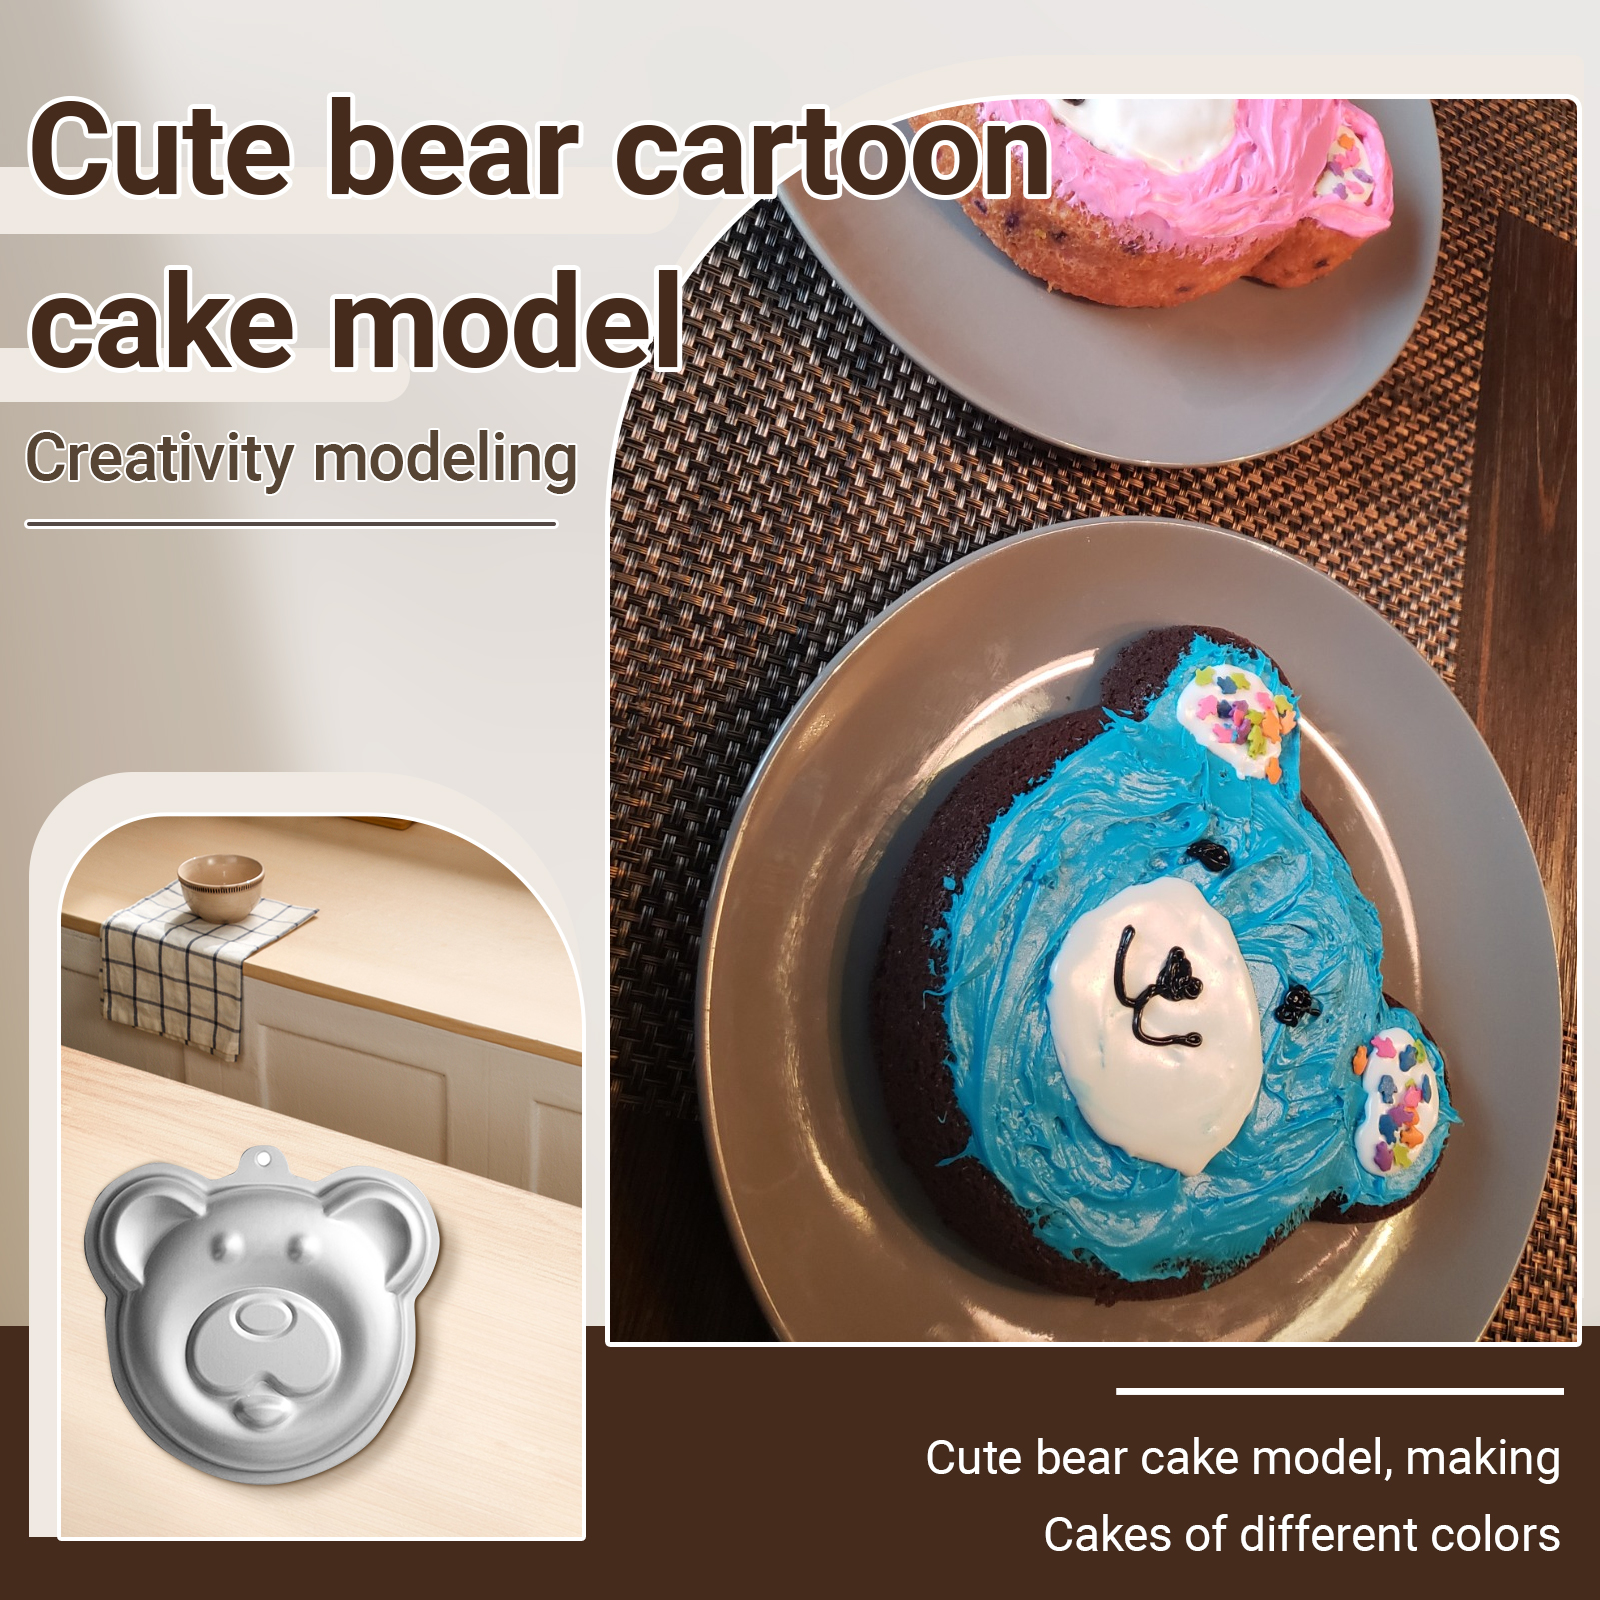 Cute bear cartoon
cake model
Creativity modeling
Cute bear cake model, making
Cakes of different colors